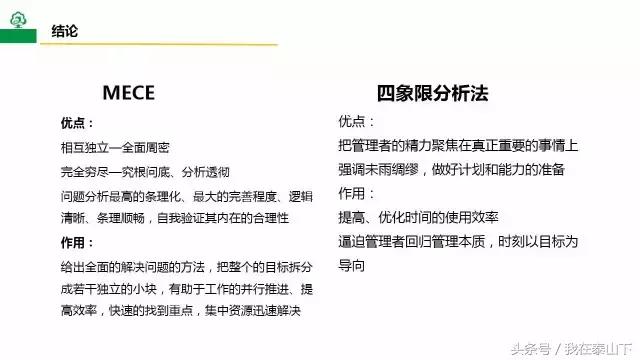 结论
MECE
优点：
相互独立—全面周密
完全穷尽—究根问底、分析透彻
问题分析最高的条理化、最大的完善程度、逻辑
清晰、条理顺畅，自我验证其内在的合理性
作用：
给出全面的解决问题的方法，把整个的目标拆分
成若干独立的小块，有助于工作的并行推进、提
高效率，快速的找到重点，集中资源迅速解决
四象限分析法
优点：
把管理者的精力聚焦在真正重要的事情上
强调未雨绸缪，做好计划和能力的准备
作用：
提高、优化时间的使用效率
逼迫管理者回归管理本质，时刻以目标为
导向
头条号 / 我在泰山下